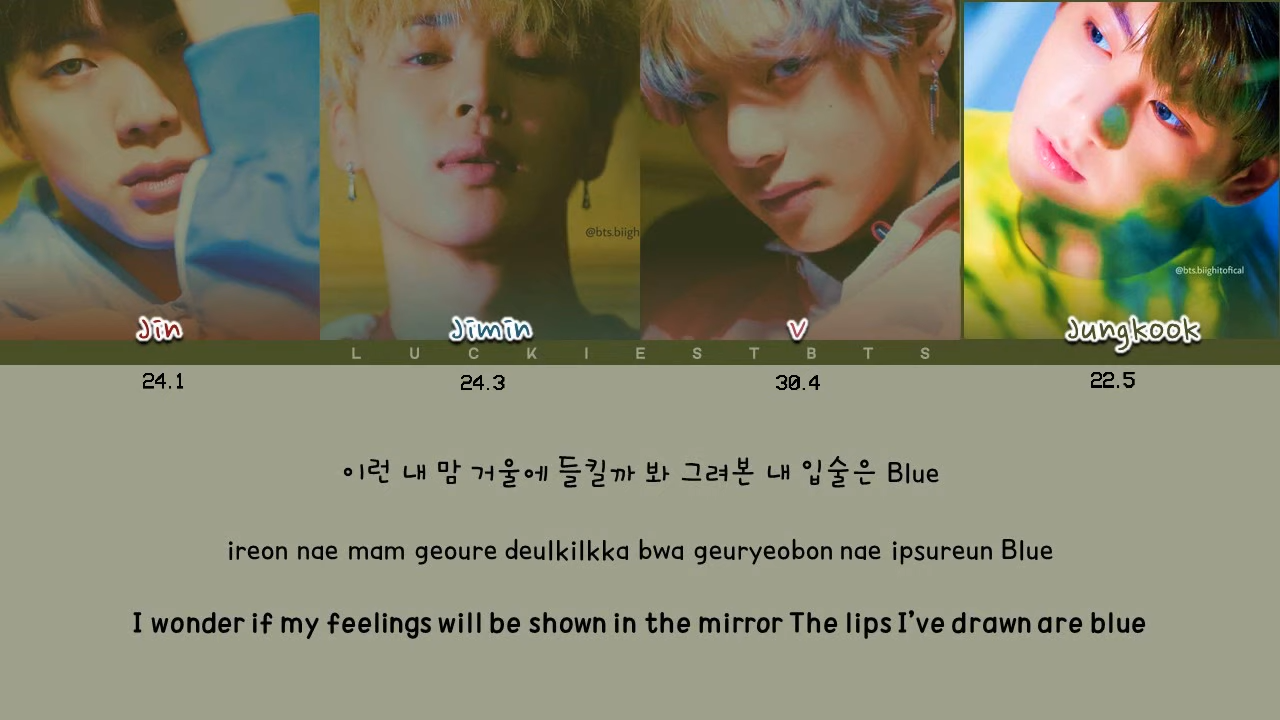 @bts.biigh
@bts.biighitofical
Jin
Jimin
V
Jungkook
LUCKIESTBTS
24.1
24.3
30.4
22.5
이런 내 맘 거울에 들킬까 봐 그려본 내 입술은 Blue
ireon nae mam geoure deulkilkka bwa geuryeobon nae ipsureun Blue
I wonder if my feelings will be shown in the mirror The lips I've drawn are blue